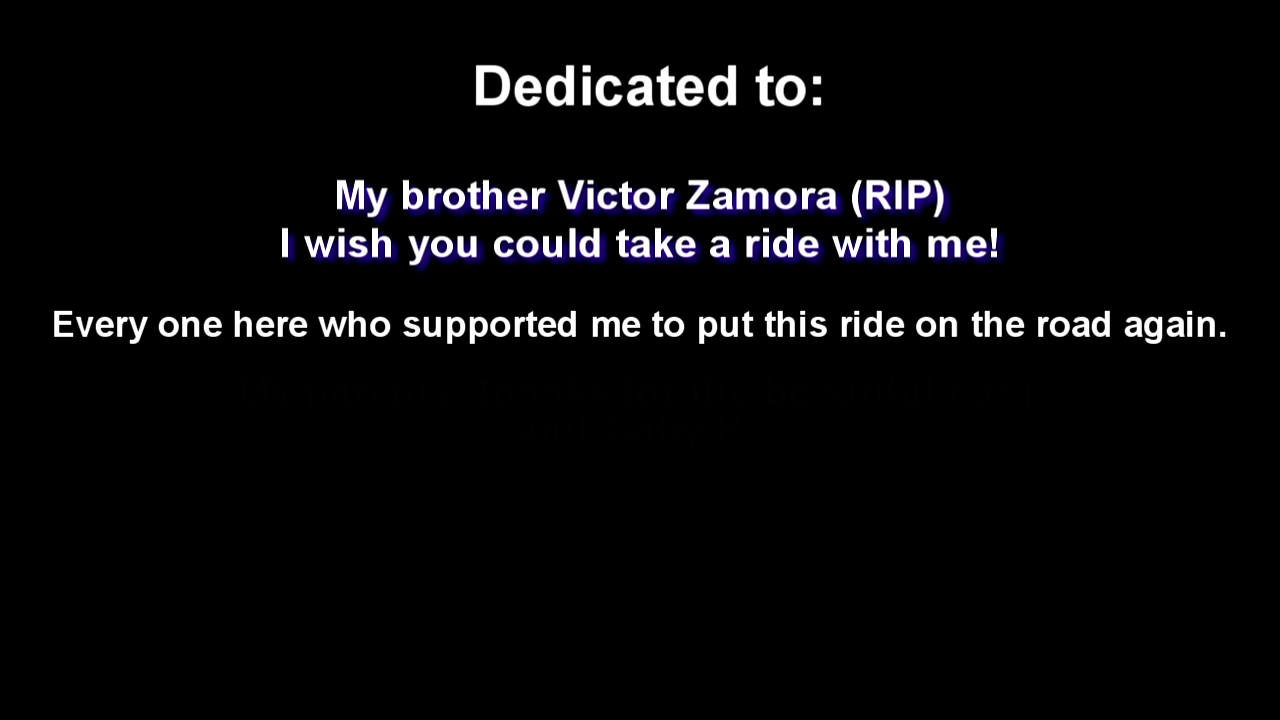 Dedicated to:
My brother Victor Zamora (RIP)
I wish you could take a ride with me!
Every one here who supported me to put this ride on the road again.